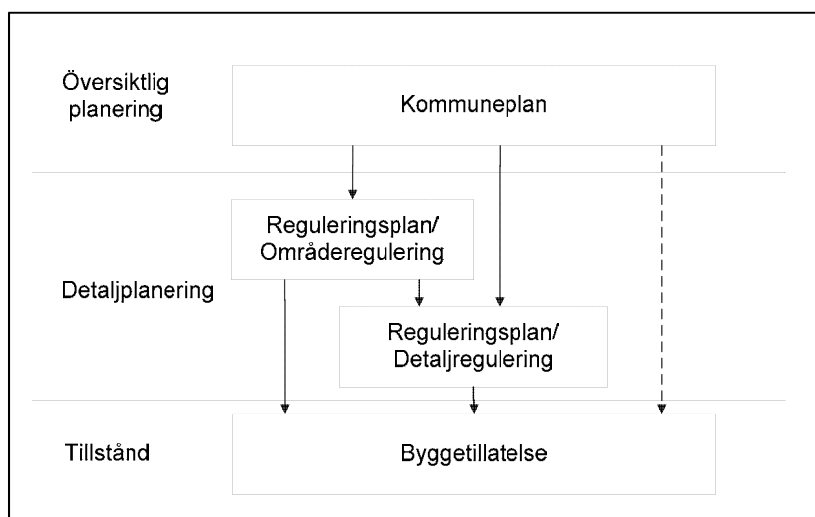 Översiktlig
planering
Kommuneplan
Reguleringsplan/
Områderegulering
Detaljplanering
Reguleringsplan/
Detaljregulering
Tillstånd
Byggetillatelse